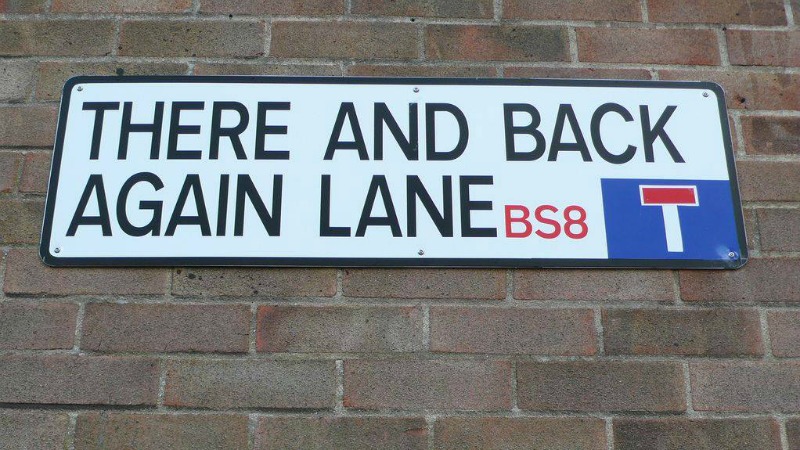 THERE AND BACK
AGAIN LANE BS8